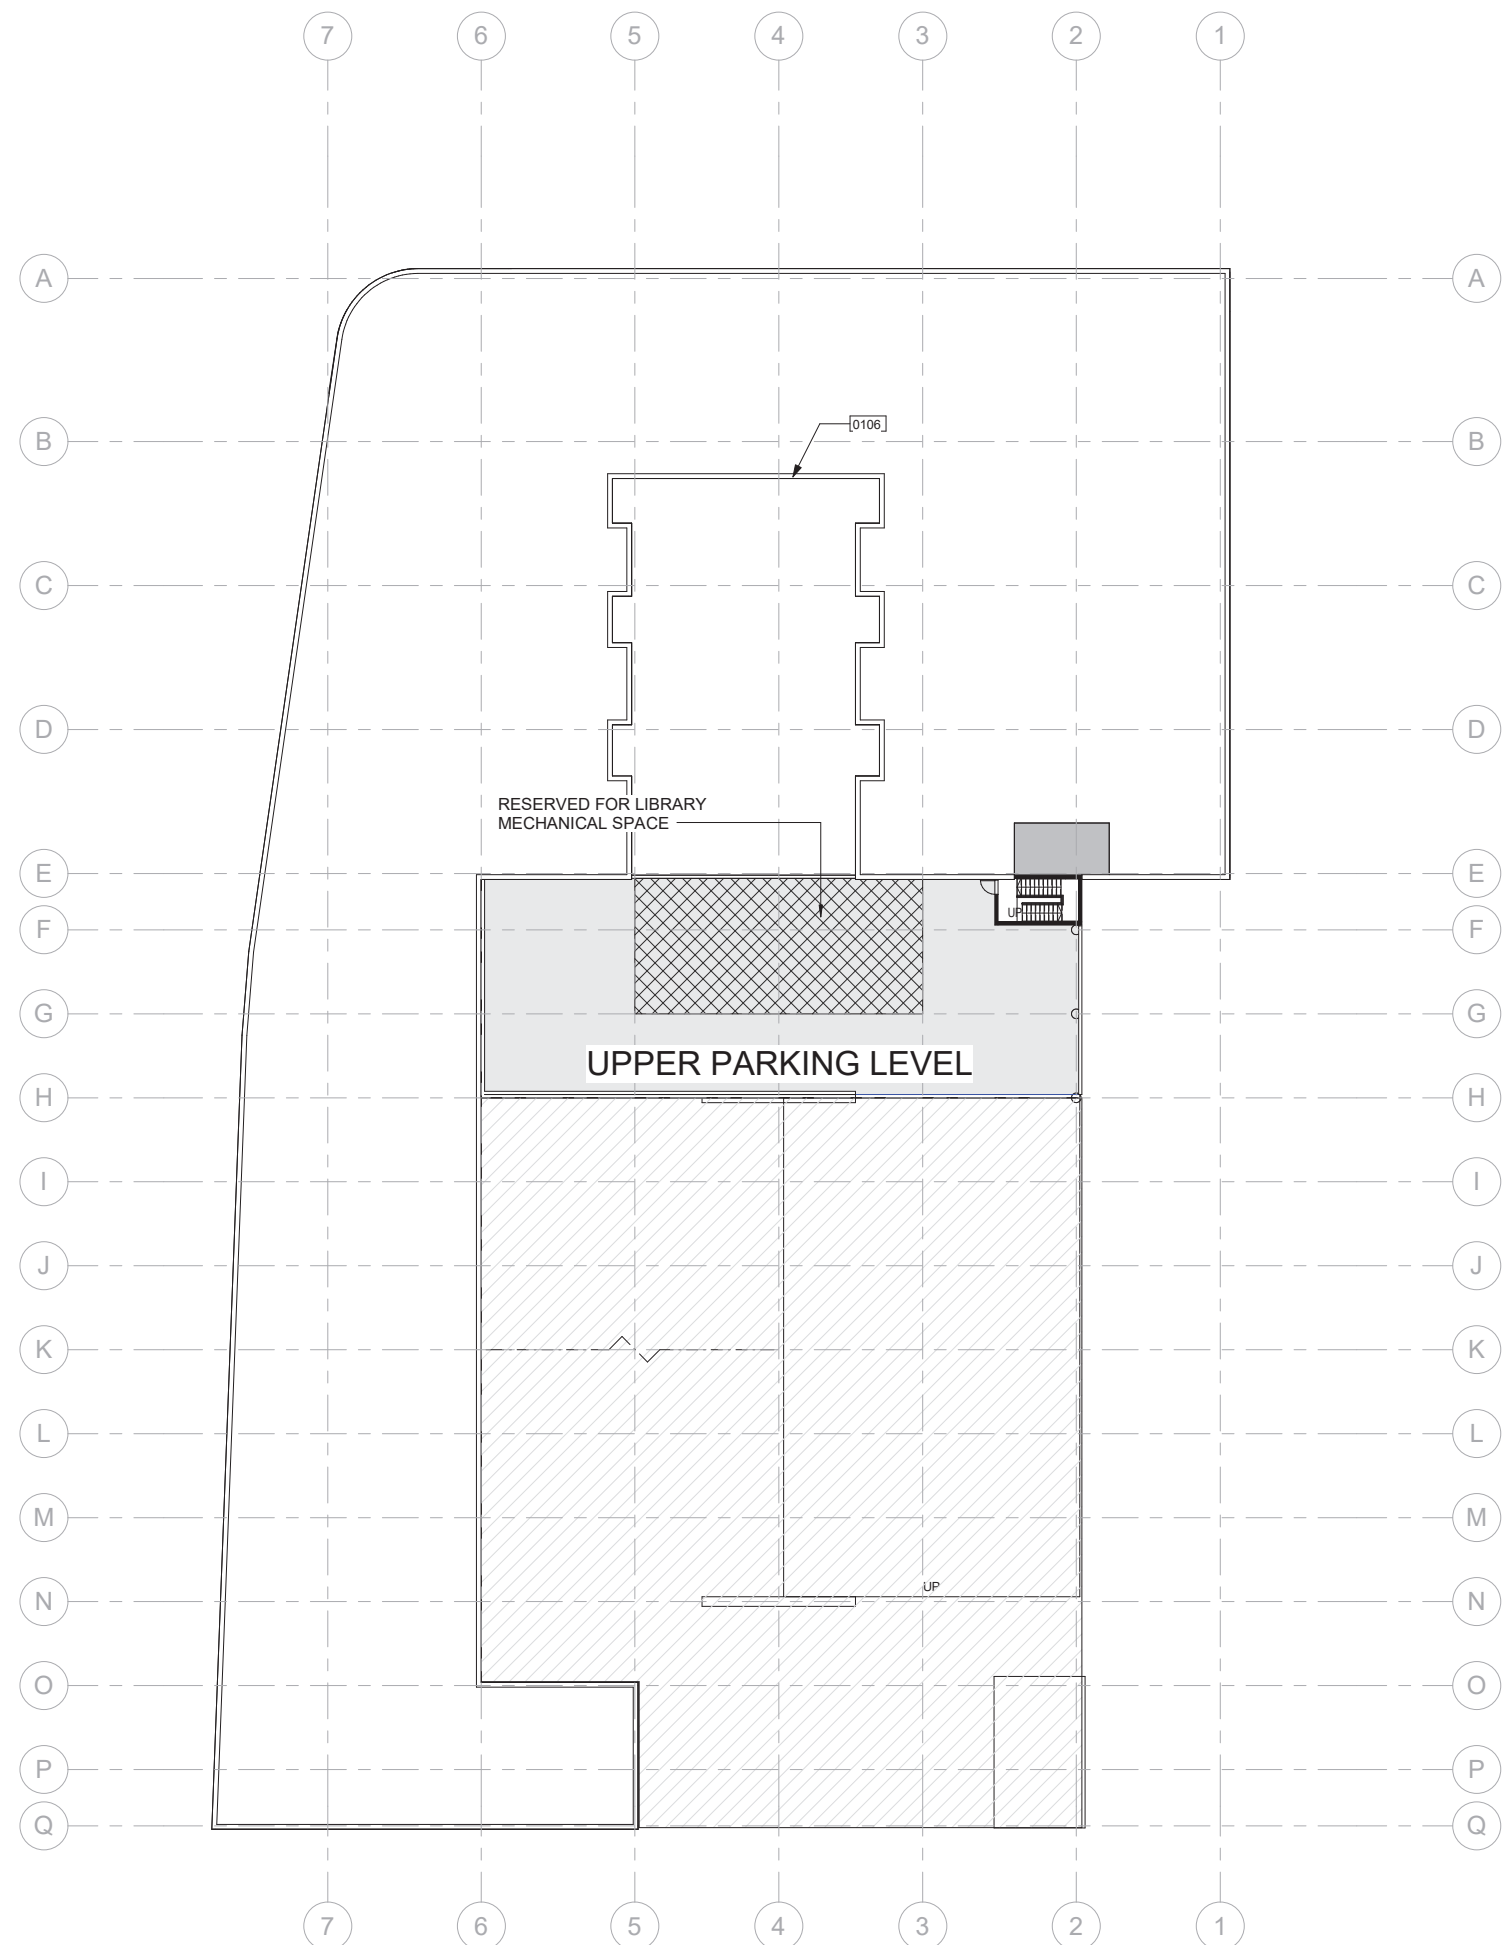 7 6 5 4 3 2 1
A A
B B
[0106]
C C
D D
RESERVED FOR LIBRARY
MECHANICAL SPACE
E E
UP
F F
G G
UPPER PARKING LEVEL
H H
I I
J J
K K
L L
M M
UP
N N
O O
P P
Q Q
7 6 5 4 3 2 1